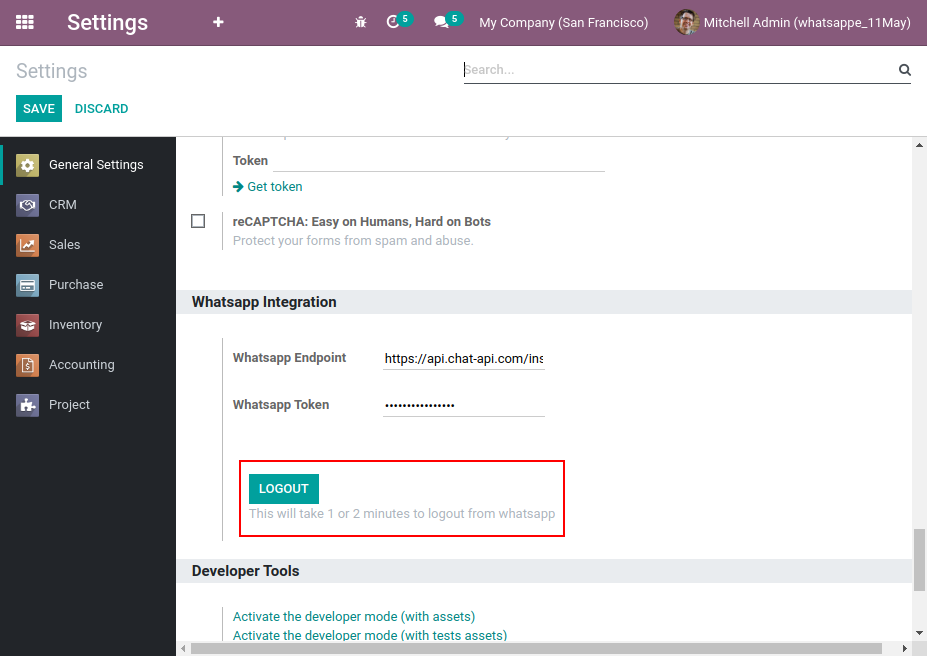 Settings
+
5
5
My Company (San Francisco)
Mitchell Admin (whatsappe_11May)
Settings
Search...
SAVE
DISCARD
General Settings
CRM
Sales
Purchase
Inventory
Accounting
Project
Token
Get token
reCAPTCHA: Easy on Humans, Hard on Bots
Protect your forms from spam and abuse.
Whatsapp Integration
Whatsapp Endpoint
https://api.chat-api.com/ins
Whatsapp Token
••••••••••••••••
LOGOUT
This will take 1 or 2 minutes to logout from whatsapp
Developer Tools
Activate the developer mode (with assets)
Activate the developer mode (with tests assets)